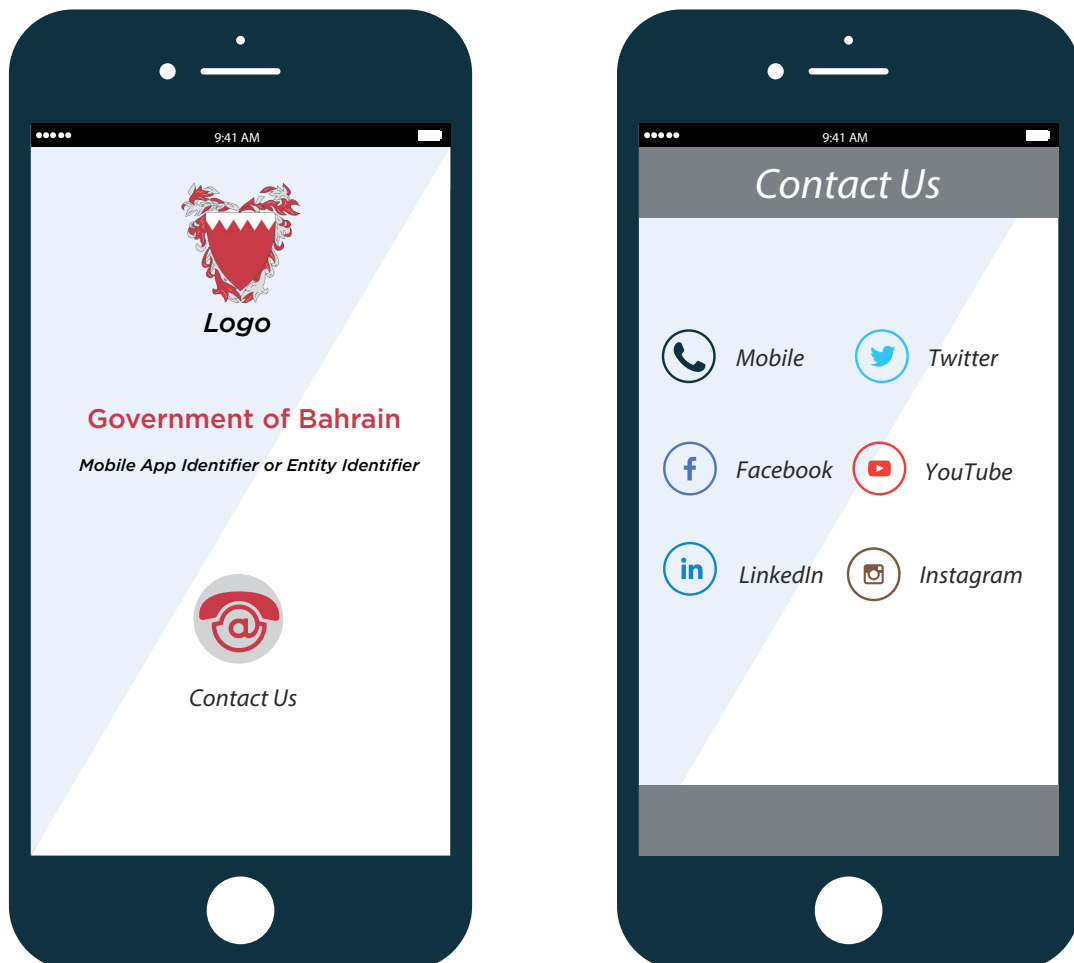 9:41 AM
Logo
Government of Bahrain
Mobile App Identifier or Entity Identifier
@
Contact Us
9:41 AM
Contact Us
Mobile
Twitter
f
Facebook
YouTube
in
LinkedIn
Instagram